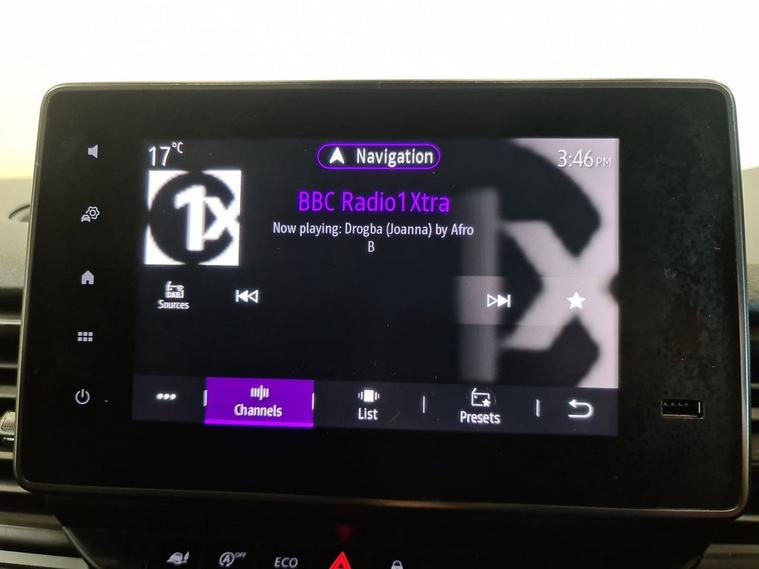 17°C
Navigation
3:46PM
1X
BBC Radio1Xtra
Now playing: Drogba (Joanna) by Afro
B
DAB
Sources
Channels
List
Presets
A OFF
ECO